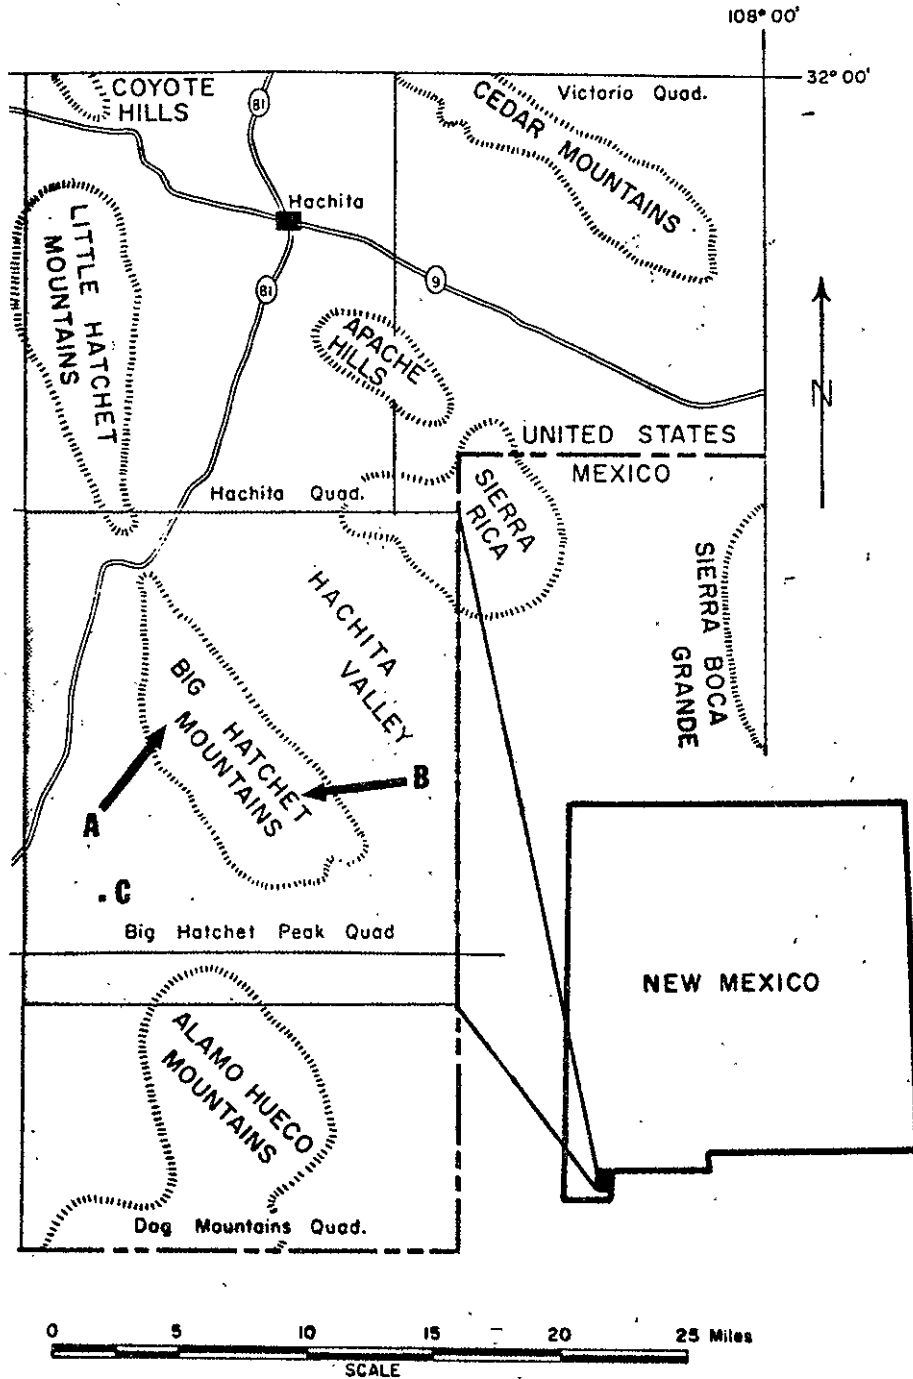 108° 00'
32° 00'
COYOTE
HILLS
81
Victorio Quad.
CEDAR MOUNTAINS
Hachita
LITTLE HATCHET
MOUNTAINS
81
9
APACHE
HILLS
N
UNITED STATES
MEXICO
Hachita Quad.
SIERRA
RICA
HACHITA
VALLEY
SIERRA BOCA
GRANDE
BIG HATCHET
MOUNTAINS
A
B
C
Big Hatchet Peak Quad
NEW MEXICO
ALAMO HUECO
MOUNTAINS
Dog Mountains Quad.
0 5 10 15 20 25 Miles
SCALE